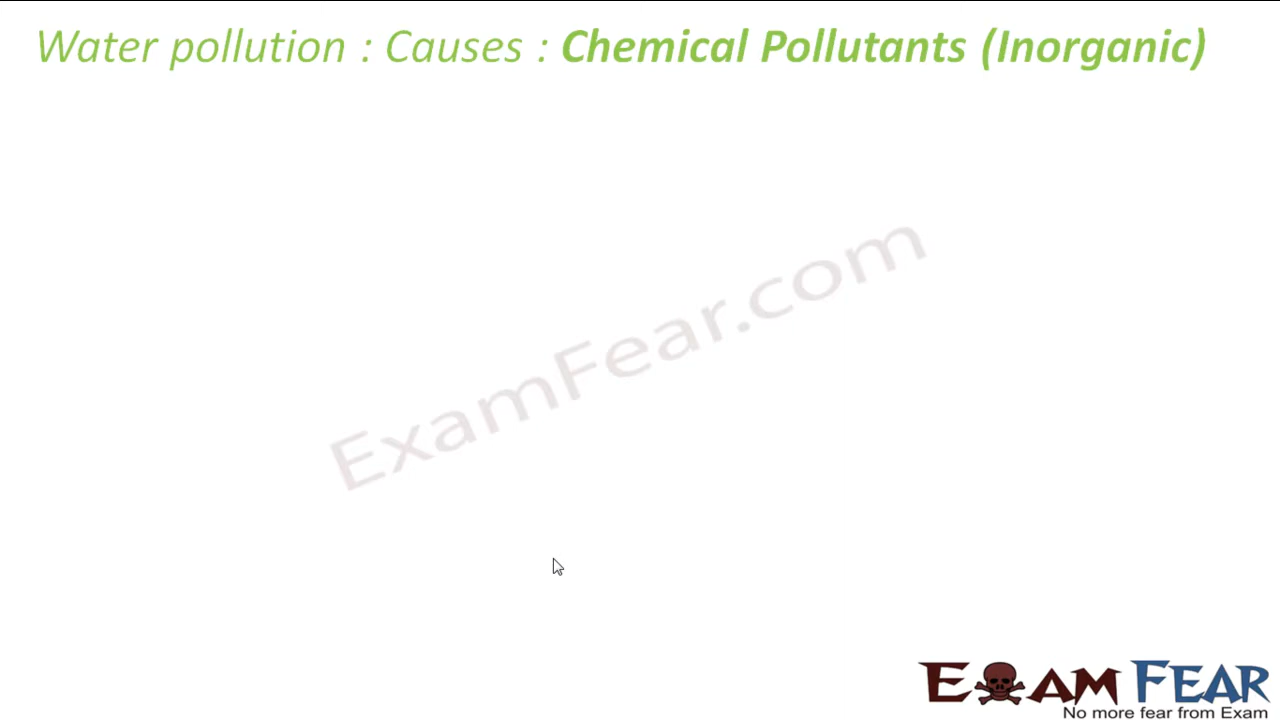 Water pollution : Causes : Chemical Pollutants (Inorganic)
ExamFear.com
EXAM FEAR
No more fear from Exam